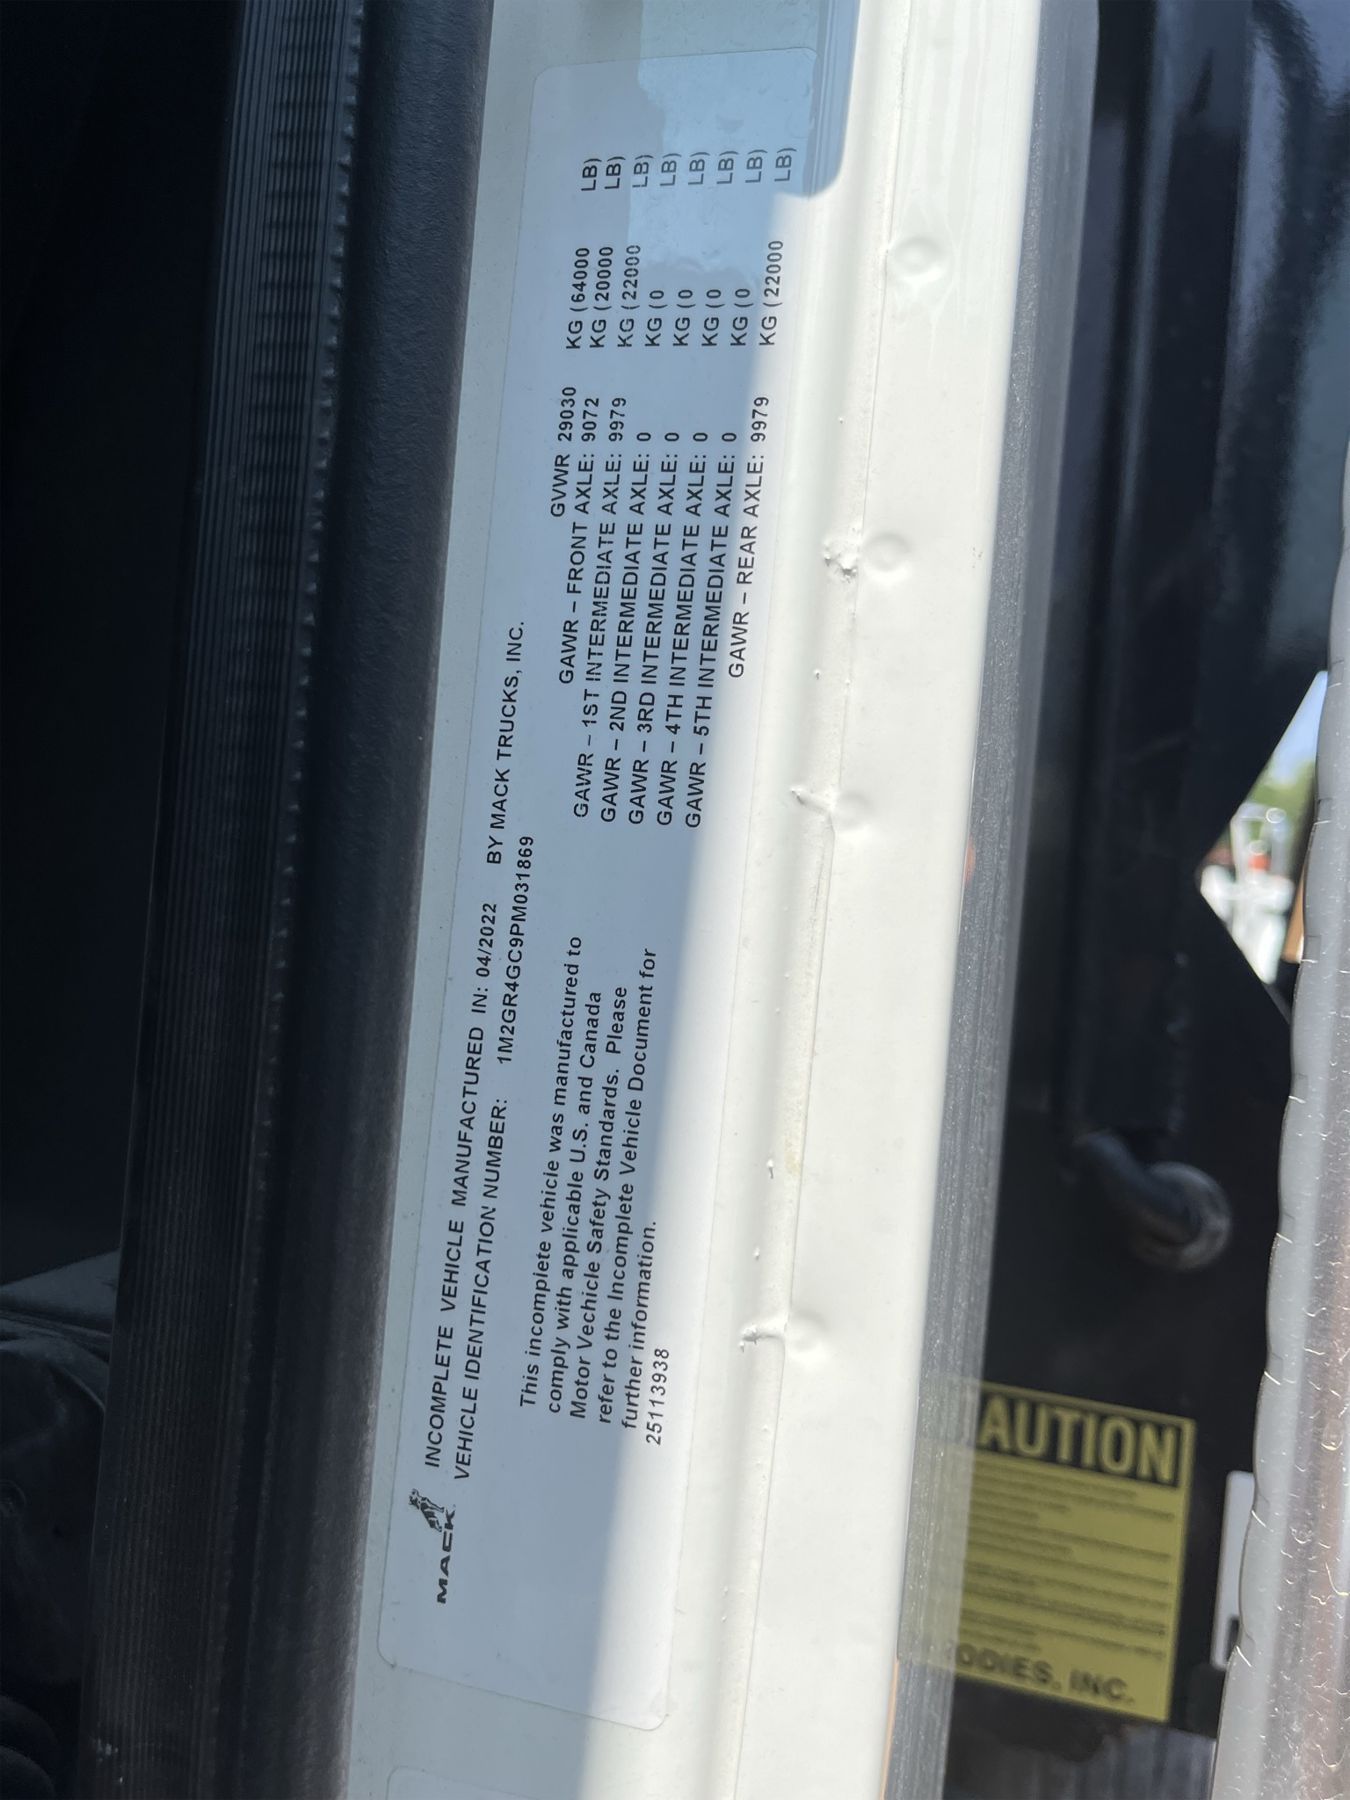 MACK
INCOMPLETE VEHICLE MANUFACTURED IN: 04/2022 BY MACK TRUCKS, INC.
VEHICLE IDENTIFICATION NUMBER: 1M2GR4GC9PM031869
This incomplete vehicle was manufactured to
comply with applicable U.S. and Canada
Motor Vechicle Safety Standards. Please
refer to the Incomplete Vehicle Document for
further information.
25113938
GVWR 29030 KG (64000 LB)
GAWR – FRONT AXLE: 9072 KG (20000 LB)
GAWR – 1ST INTERMEDIATE AXLE: 9979 KG (22000 LB)
GAWR – 2ND INTERMEDIATE AXLE: 0 KG (0 LB)
GAWR – 3RD INTERMEDIATE AXLE: 0 KG (0 LB)
GAWR – 4TH INTERMEDIATE AXLE: 0 KG (0 LB)
GAWR – 5TH INTERMEDIATE AXLE: 0 KG (0 LB)
GAWR – REAR AXLE: 9979 KG (22000 LB)
AUTION
ODIES, INC.